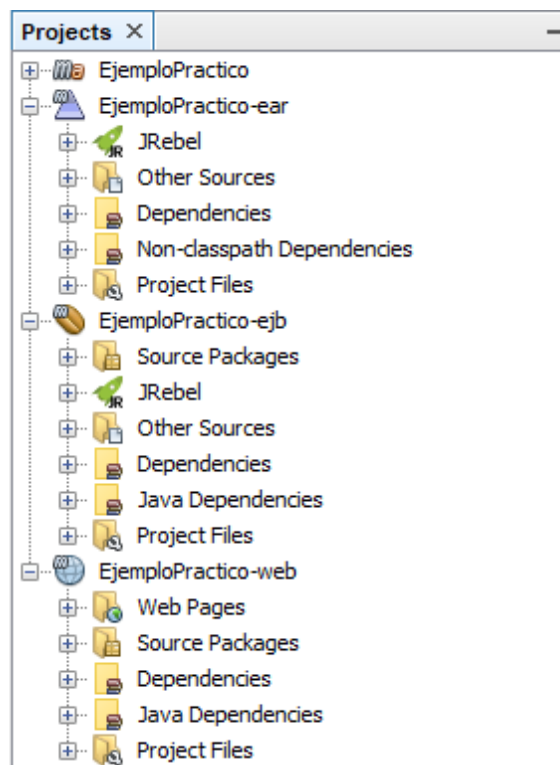 Projects
EjemploPractico
EjemploPractico-ear
JRebel
Other Sources
Dependencies
Non-classpath Dependencies
Project Files
EjemploPractico-ejb
Source Packages
JRebel
Other Sources
Dependencies
Java Dependencies
Project Files
EjemploPractico-web
Web Pages
Source Packages
Dependencies
Java Dependencies
Project Files